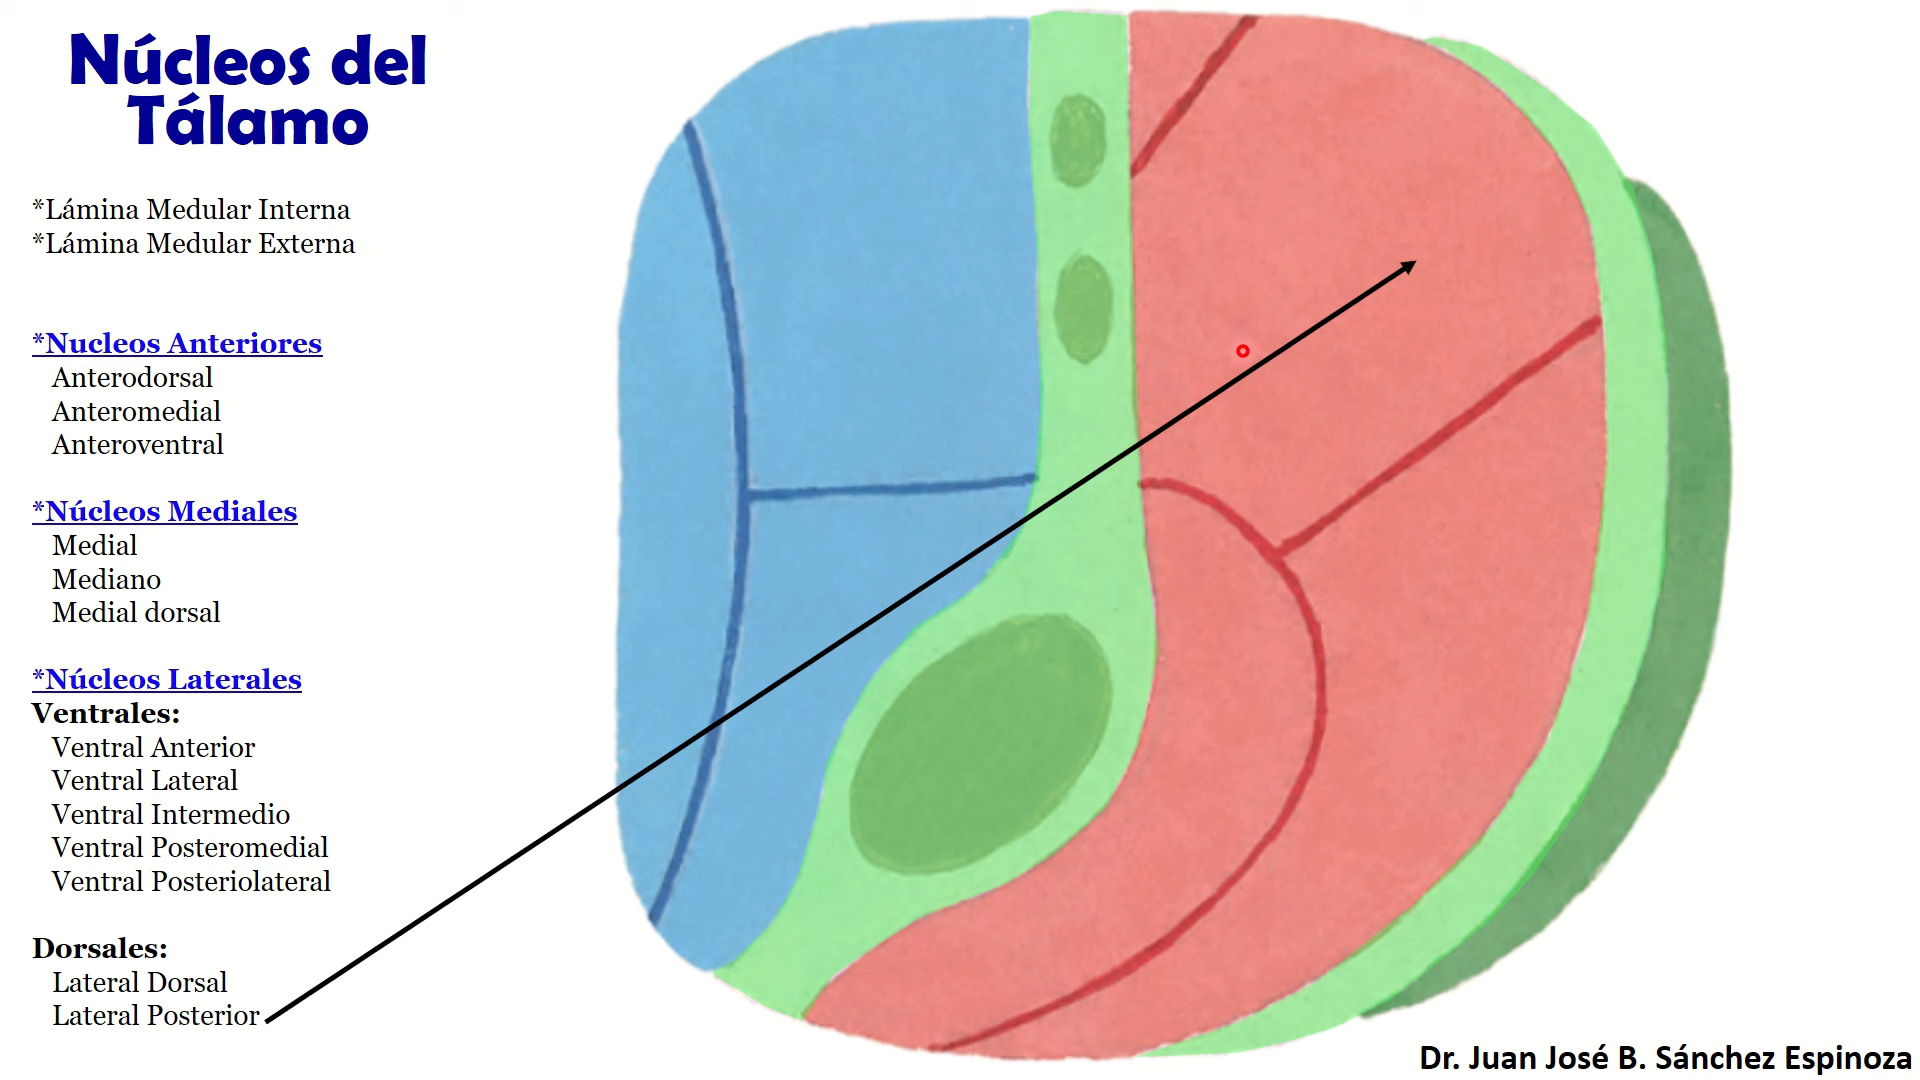 Núcleos del
Tálamo
*Lámina Medular Interna
*Lámina Medular Externa
*Nucleos Anteriores
Anterodorsal
Anteromedial
Anteroventral
*Núcleos Mediales
Medial
Mediano
Medial dorsal
*Núcleos Laterales
Ventrales:
Ventral Anterior
Ventral Lateral
Ventral Intermedio
Ventral Posteromedial
Ventral Posteriolateral
Dorsales:
Lateral Dorsal
Lateral Posterior
Dr. Juan José B. Sánchez Espinoza